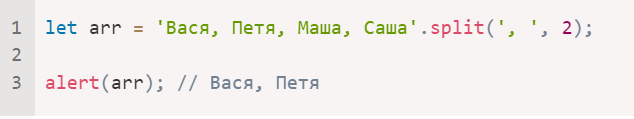 1 let arr = 'Вася, Петя, Маша, Саша'.split(', ', 2);
2
3 alert(arr); // Вася, Петя